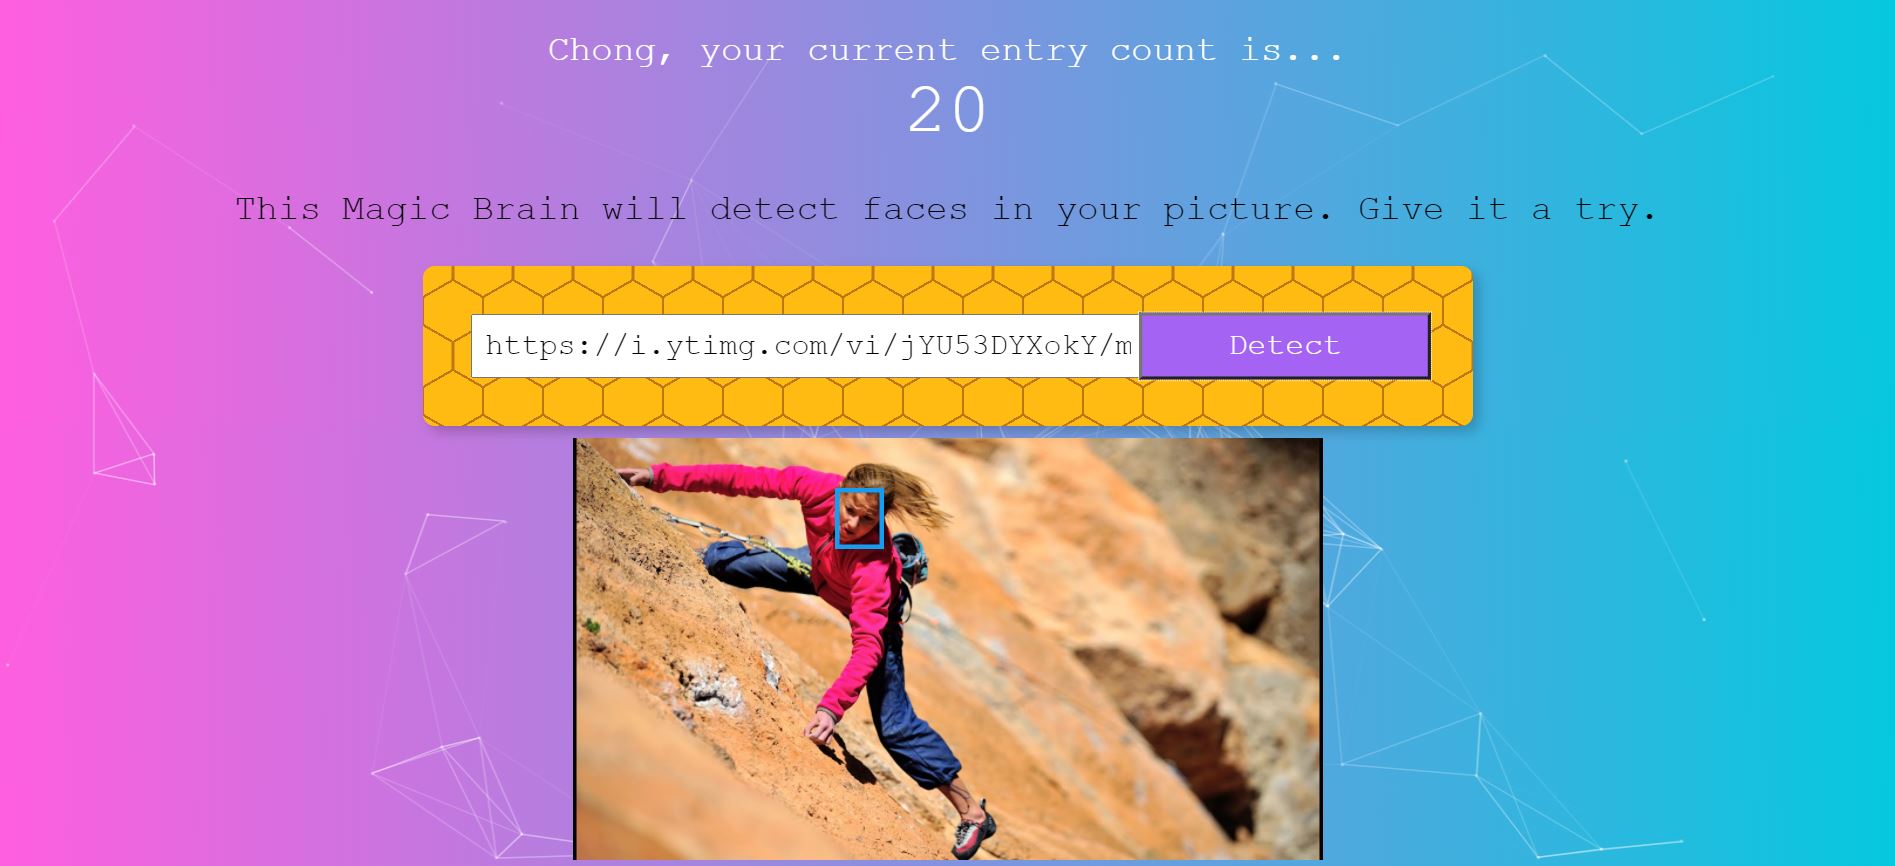 Chong, your current entry count is...
20
This Magic Brain will detect faces in your picture. Give it a try.
https://i.ytimg.com/vi/jYU53DYXokY/m
Detect